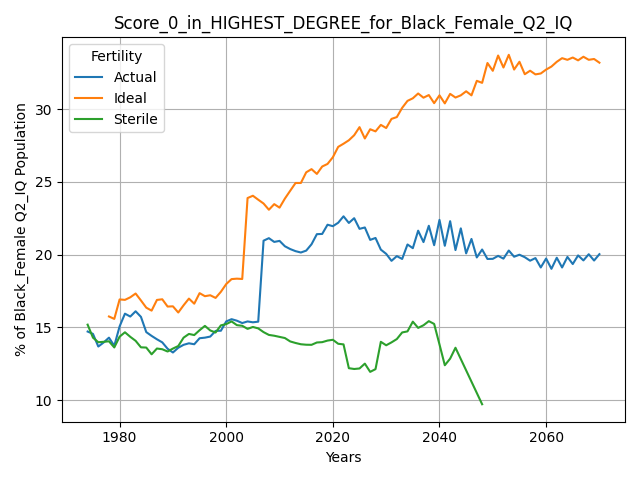 Score_0_in_HIGHEST_DEGREE_for_Black_Female_Q2_IQ
Fertility
Actual
Ideal
Sterile
% of Black_Female Q2_IQ Population
30
25
20
15
10
1980
2000
2020
2040
2060
Years